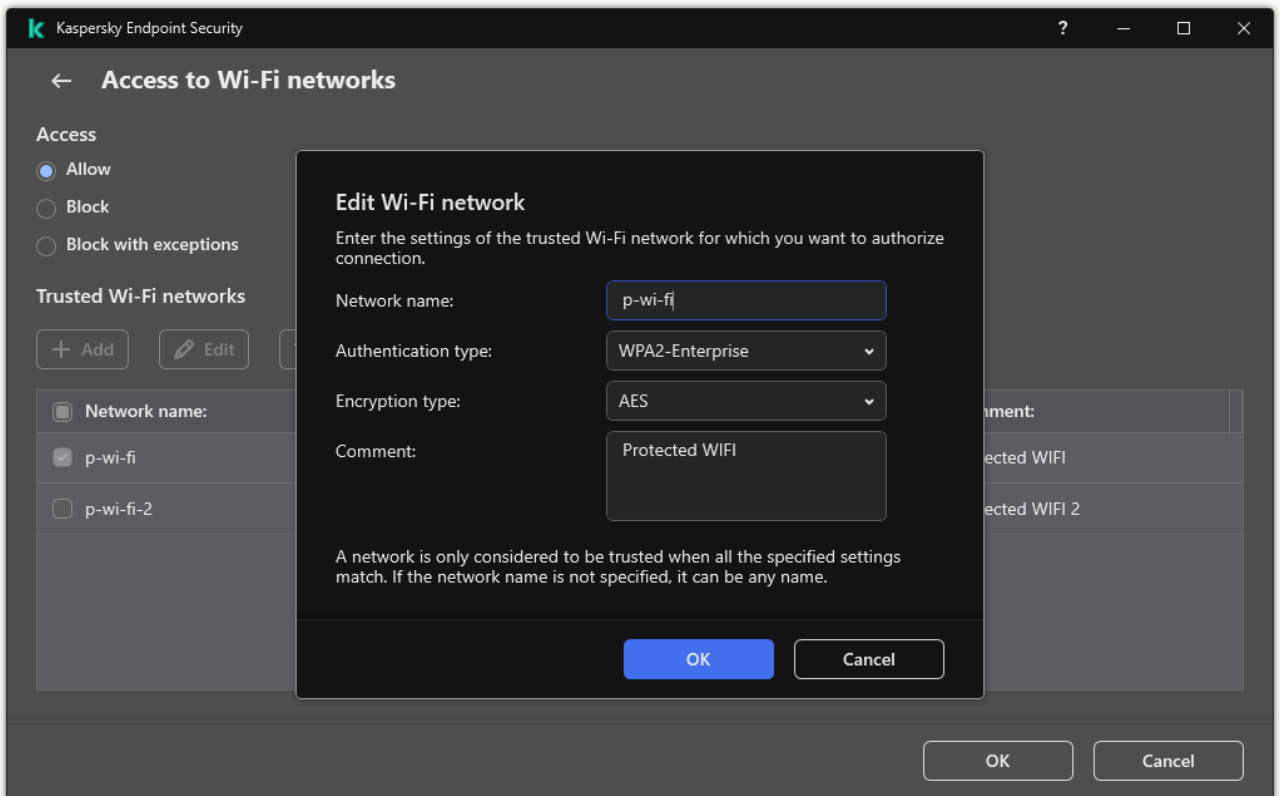 Kaspersky Endpoint Security
?
Access to Wi-Fi networks
Access
Allow
Block
Block with exceptions
Trusted Wi-Fi networks
Add
Edit
Network name:
p-wi-fi
p-wi-fi-2
Edit Wi-Fi network
Enter the settings of the trusted Wi-Fi network for which you want to authorize
connection.
Network name:
p-wi-fi
Authentication type:
WPA2-Enterprise
Encryption type:
AES
Comment:
Protected WIFI
A network is only considered to be trusted when all the specified settings
match. If the network name is not specified, it can be any name.
OK
Cancel
nment:
ected WIFI
ected WIFI 2
OK
Cancel